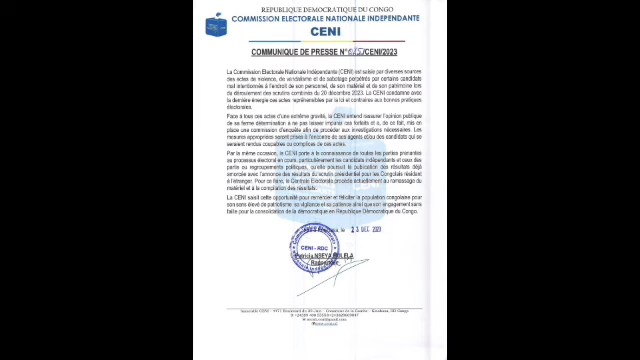 REPUBLIQUE DEMOCRATIQUE DU CONGO
COMMISSION ELECTORALE NATIONALE INDEPENDANTE
CENI
COMMUNIQUE DE PRESSE N° /CENI/2023
La Commission Electorale Nationale Indépendante (CENI) est saisie par diverses sources
des actes de violence, de vandalisme et de sabotage perpétrés par certains candidats
mal intentionnés à l'endroit de son personnel, de son matériel et de son patrimoine lors
du déroulement des scrutins combinés du 20 décembre 2023. La CENI condamne avec
la dernière énergie ces actes répréhensibles par la loi et contraires aux bonnes pratiques
électorales.
Face à tous ces actes d'une extrême gravité, la CENI entend rassurer l'opinion publique
de sa ferme détermination à ne pas laisser impunis ces forfaits et a, de ce fait, mis en
place une commission d'enquête afin de procéder aux investigations nécessaires. Les
mesures appropriées seront prises à l'encontre de ses agents et/ou des candidats qui se
seraient rendus coupables ou complices de ces actes.
Par la même occasion, la CENI porte à la connaissance de toutes les parties prenantes
au processus électoral en cours, particulièrement les candidats indépendants et ceux des
partis ou regroupements politiques, qu'elle poursuit la publication des résultats déjà
amorcée avec l'annonce des résultats du scrutin présidentiel pour les Congolais résidant
à l'étranger. Pour ce faire, la Centrale Electorale procède actuellement au ramassage du
matériel et à la compilation des résultats.
La CENI saisit cette opportunité pour remercier et féliciter la population congolaise pour
son sens élevé de patriotisme, sa vigilance et sa patience ainsi que son engagement sans
faille pour la consolidation de la démocratique en République Démocratique du Congo.
23 DEC 2023
CENI - RDC
Patricia NSEYA MULELA
Rapporteur